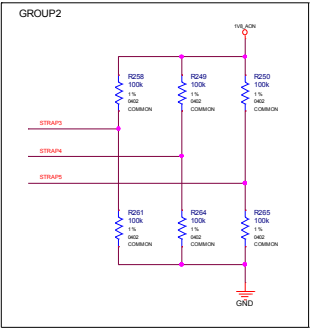 GROUP2
1V8_AON
R258
100k
1 %
0402
COMMON
R249
100k
1 %
0402
COMMON
R250
100k
1 %
0402
COMMON
STRAP3
STRAP4
STRAP5
R261
100k
1 %
0402
COMMON
R264
100k
1 %
0402
COMMON
R265
100k
1 %
0402
COMMON
GND